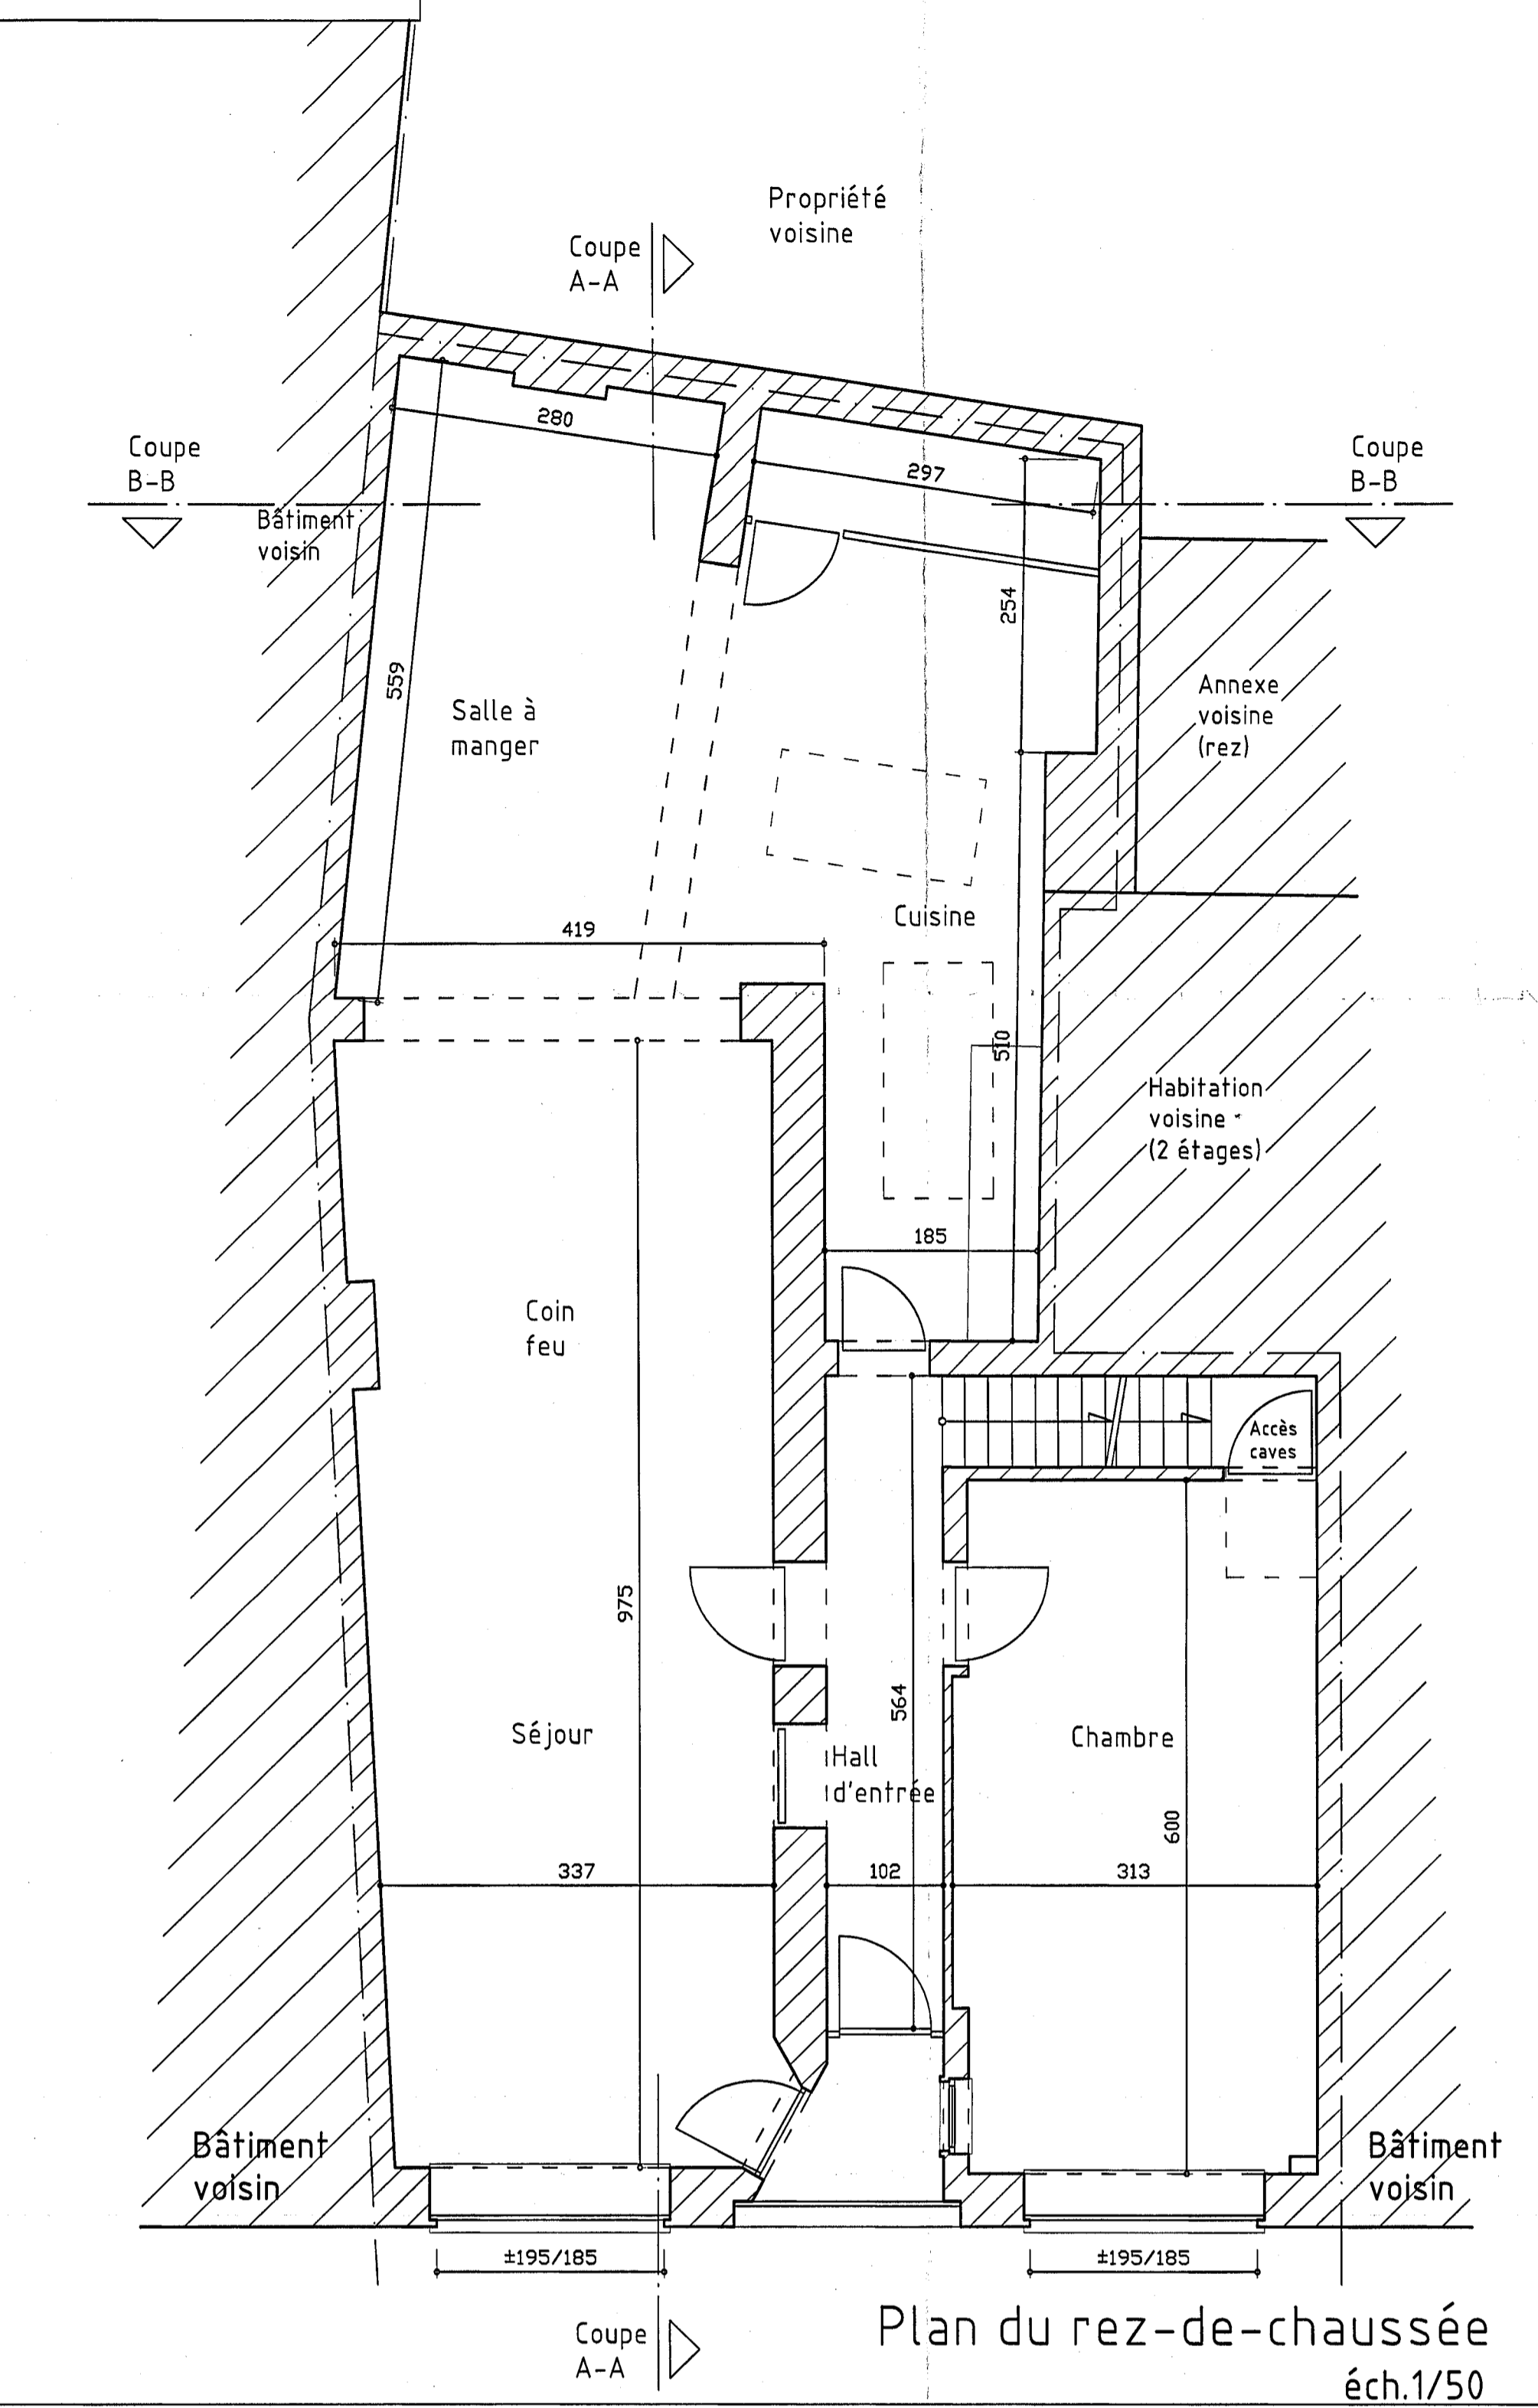 Propriété
voisine
Coupe
A-A
280
Coupe
B-B
297
Coupe
B-B
Bâtiment
voisin
254
559
Salle à
manger
Annexe
voisine
(rez)
Cuisine
419
510
Habitation
voisine
(2 étages)
185
Coin
feu
Accès
caves
975
564
Séjour
Hall
d'entrée
Chambre
600
337
102
313
Bâtiment
voisin
Bâtiment
voisin
±195/185
±195/185
Coupe
A-A
Plan du rez-de-chaussée
éch.1/50